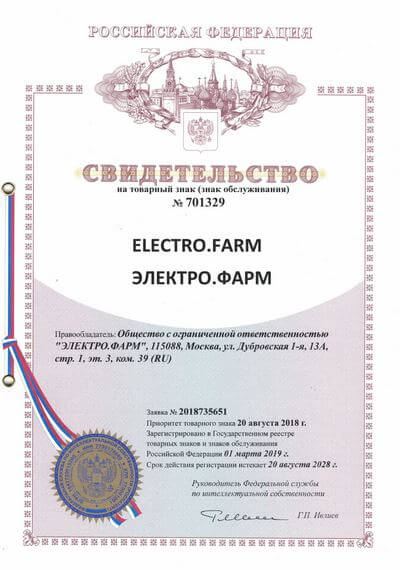 РОССИЙСКАЯ ФЕДЕРАЦИЯ
СВИДЕТЕЛЬСТВО
на товарный знак (знак обслуживания)
№ 701329
ELECTRO.FARM
ЭЛЕКТРО.ФАРМ
Правообладатель: Общество с ограниченной ответственностью
"ЭЛЕКТРО.ФАРМ", 115088, Москва, ул. Дубровская 1-я, 13А,
стр. 1, эт. 3, ком. 39 (RU)
Заявка № 2018735651
Приоритет товарного знака 20 августа 2018 г.
Зарегистрировано в Государственном реестре
товарных знаков и знаков обслуживания
Российской Федерации 01 марта 2019 г.
Срок действия регистрации истекает 20 августа 2028 г.
Руководитель Федеральной службы
по интеллектуальной собственности
Г.П. Ивлиев